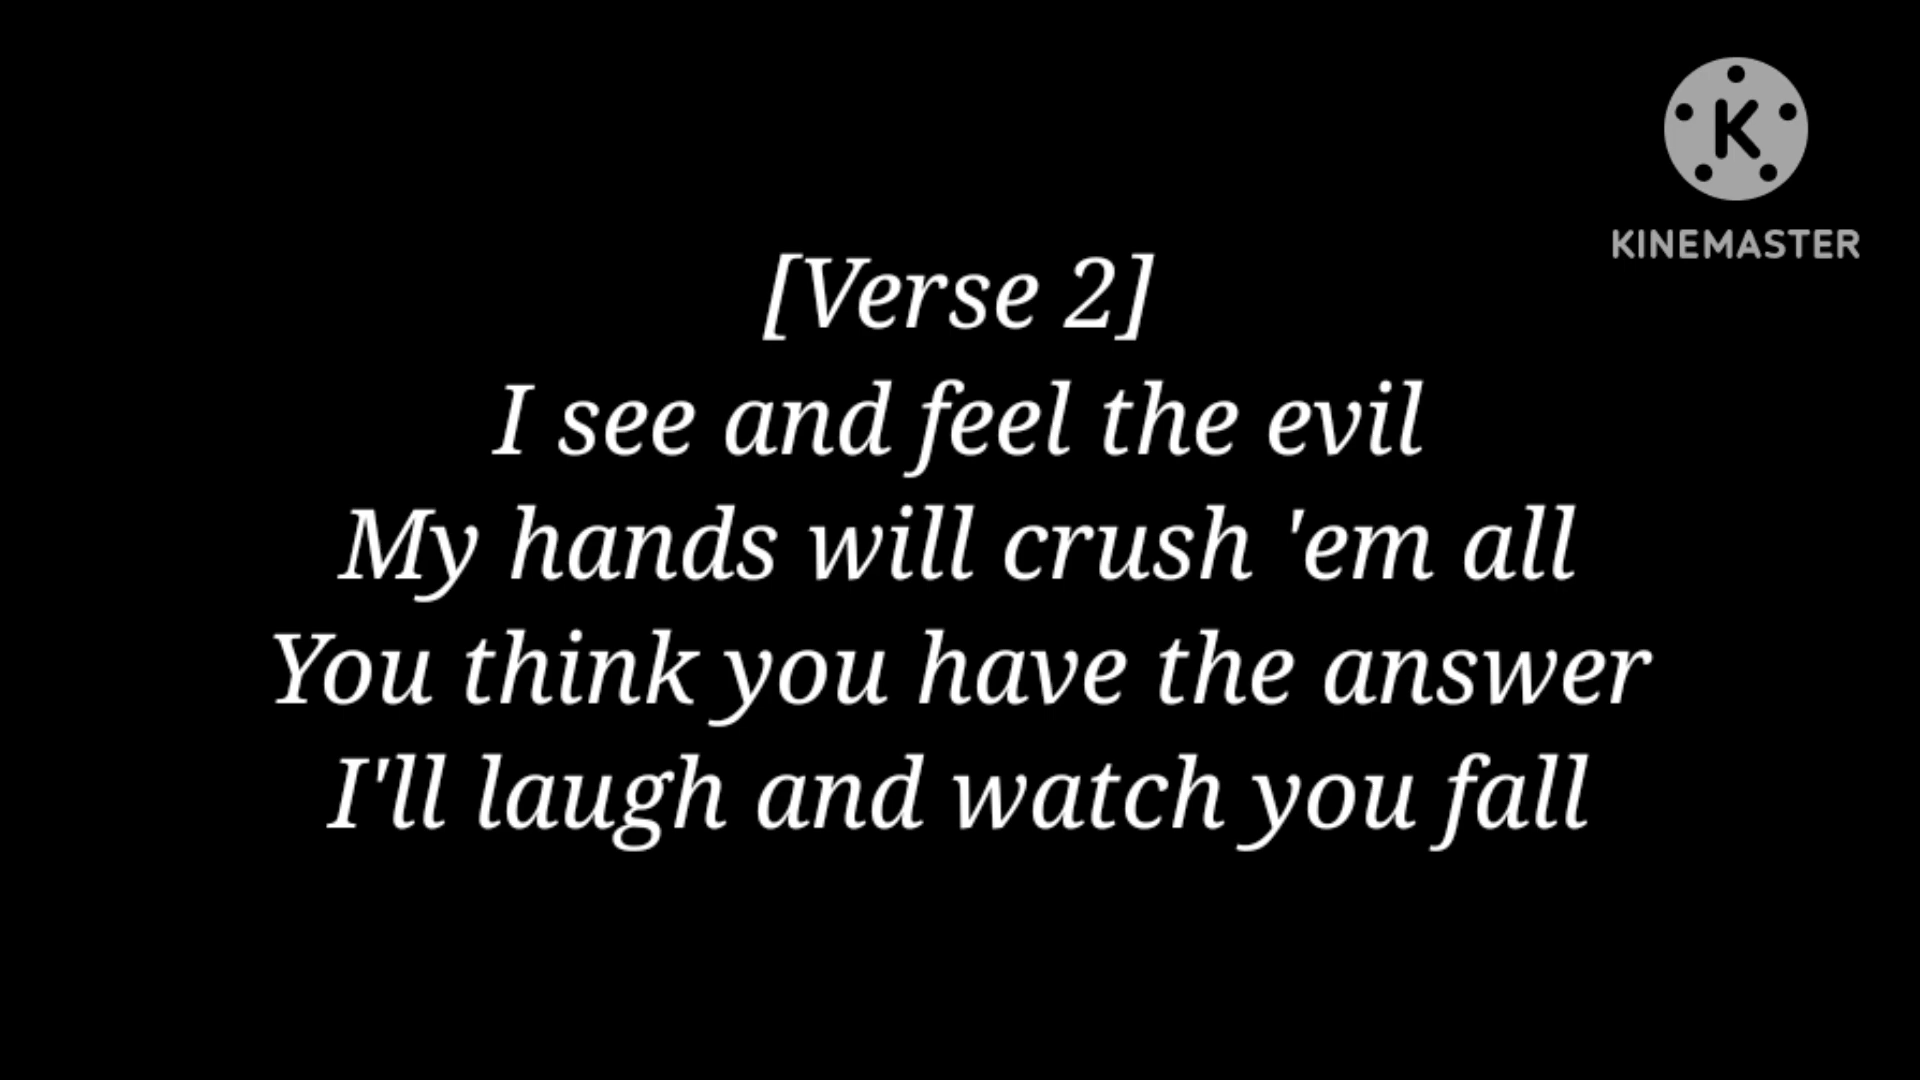 KINEMASTER
[Verse 2]
I see and feel the evil
My hands will crush 'em all
You think you have the answer
I'll laugh and watch you fall